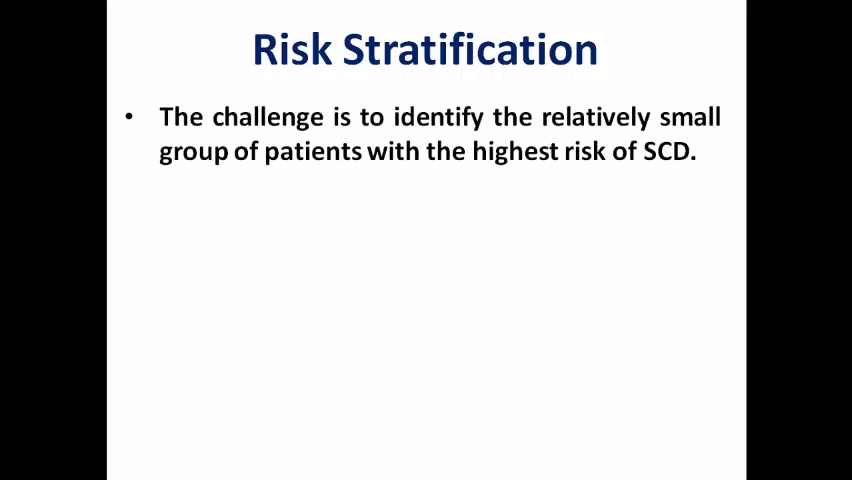 Risk Stratification
• The challenge is to identify the relatively small
group of patients with the highest risk of SCD.